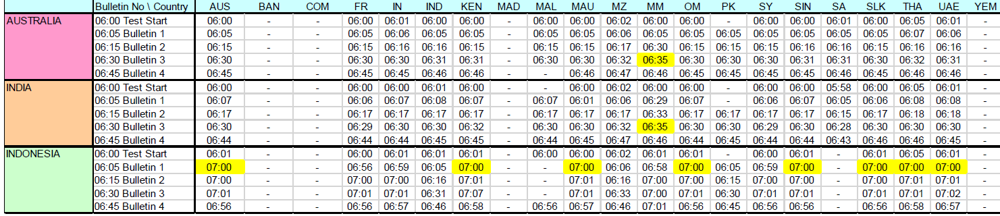 Bulletin No \ Country AUS BAN COM FR IN IND KEN MAD MAL MAU MZ MM OM PK SY SIN SA SLK THA UAE YEM
AUSTRALIA 06:00 Test Start 06:00 - - 06:00 06:01 06:00 06:00 - 06:00 06:00 06:02 06:00 06:00 - 06:00 06:00 06:01 06:00 06:05 06:01 -
06:05 Bulletin 1 06:05 - - 06:05 06:06 06:05 06:05 - 06:05 06:05 06:06 06:05 06:05 06:05 06:05 06:05 06:05 06:05 06:07 06:06 -
06:15 Bulletin 2 06:15 - - 06:15 06:16 06:16 06:15 - 06:15 06:15 06:17 06:30 06:15 06:15 06:15 06:16 06:16 06:15 06:16 06:16 -
06:30 Bulletin 3 06:30 - - 06:30 06:30 06:31 06:31 - 06:30 06:30 06:32 06:35 06:30 06:30 06:30 06:31 06:31 06:30 06:32 06:31 -
06:45 Bulletin 4 06:45 - - 06:45 06:45 06:46 06:46 - - 06:46 06:47 06:46 06:45 06:45 06:45 06:45 06:46 06:45 06:46 06:46 -
INDIA 06:00 Test Start 06:00 - - 06:00 06:00 06:01 06:00 - - 06:00 06:02 06:00 06:00 - 06:00 06:00 05:58 06:00 06:05 06:01 -
06:05 Bulletin 1 06:07 - - 06:06 06:07 06:08 06:07 - 06:07 06:01 06:06 06:29 06:07 - 06:06 06:07 06:05 06:06 06:08 06:08 -
06:15 Bulletin 2 06:17 - - 06:17 06:17 06:17 06:17 - 06:17 06:17 06:17 06:33 06:17 06:17 06:17 06:17 06:15 06:17 06:18 06:18 -
06:30 Bulletin 3 06:30 - - 06:29 06:30 06:30 06:32 - 06:30 06:30 06:32 06:35 06:30 06:30 06:29 06:30 06:28 06:30 06:30 06:30 -
06:45 Bulletin 4 06:44 - - 06:44 06:44 06:45 06:45 - 06:44 06:45 06:47 06:46 06:44 06:45 06:44 06:44 06:43 06:46 06:46 06:45 -
INDONESIA 06:00 Test Start 06:01 - - 06:01 06:01 06:01 06:01 - 06:00 06:00 06:02 06:01 06:01 - 06:00 06:01 - 06:01 06:05 06:01 -
06:05 Bulletin 1 07:00 - - 06:56 06:59 06:05 07:00 - - 07:00 06:06 06:58 07:00 06:05 06:59 07:00 - 07:00 07:00 07:00 -
06:15 Bulletin 2 07:00 - - 07:00 07:00 06:16 07:01 - - 07:01 06:16 07:00 07:00 06:15 07:00 07:00 - 07:00 07:01 07:01 -
06:30 Bulletin 3 07:01 - - 07:01 07:01 06:31 07:07 - - 07:01 06:33 07:00 07:01 06:30 07:01 07:01 - 07:01 07:01 07:02 -
06:45 Bulletin 4 06:56 - - 06:56 06:57 06:46 06:58 - 06:56 06:57 06:46 07:01 06:56 06:45 06:56 06:56 - 06:56 06:58 06:57 -